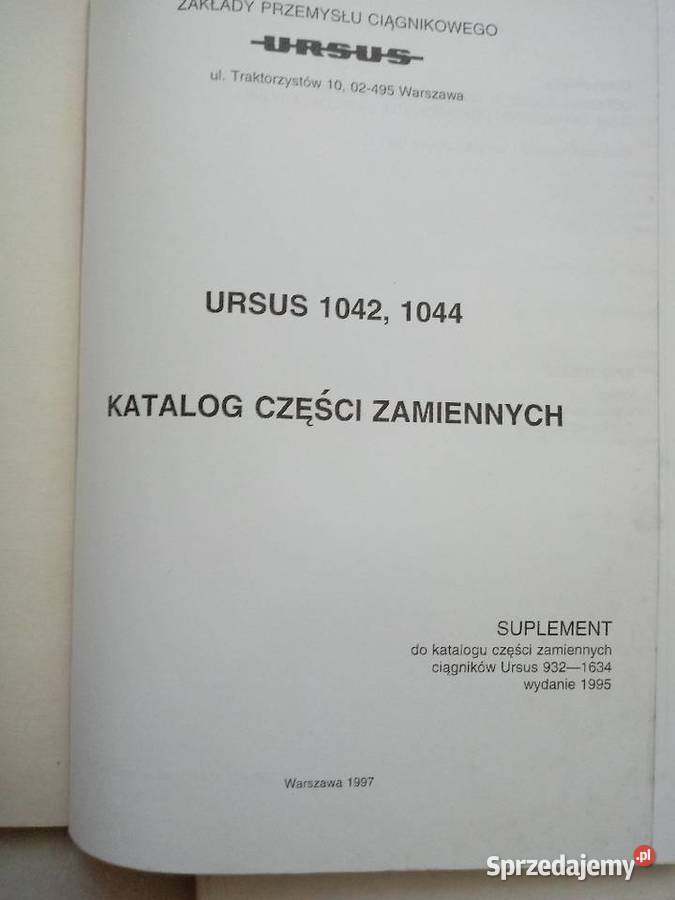 ZAKŁADY PRZEMYSŁU CIĄGNIKOWEGO
URSUS
ul. Traktorzystów 10, 02-495 Warszawa
URSUS 1042, 1044
KATALOG CZĘŚCI ZAMIENNYCH
SUPLEMENT
do katalogu części zamiennych
ciągników Ursus 932—1634
wydanie 1995
Warszawa 1997
Sprzedajemy.pl